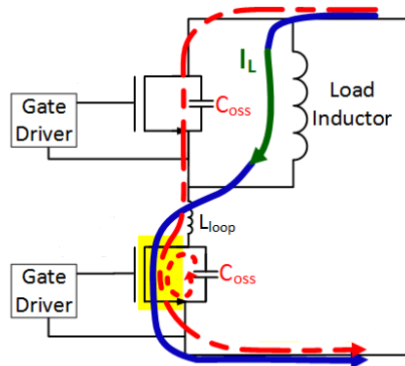 I_L
Load
Inductor
Gate
Driver
C_oss
L_loop
Gate
Driver
C_oss